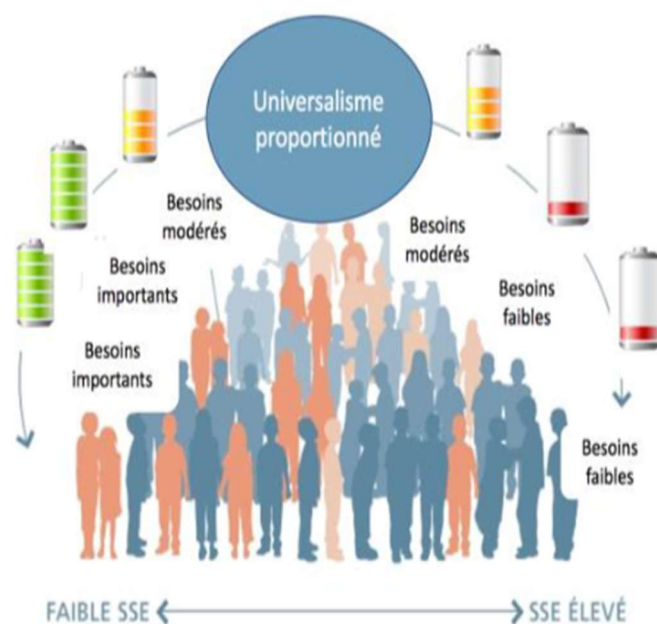 Universalisme
proportionné
Besoins
modérés
Besoins
modérés
Besoins
importants
Besoins
faibles
Besoins
importants
Besoins
faibles
FAIBLE SSE
SSE ÉLEVÉ